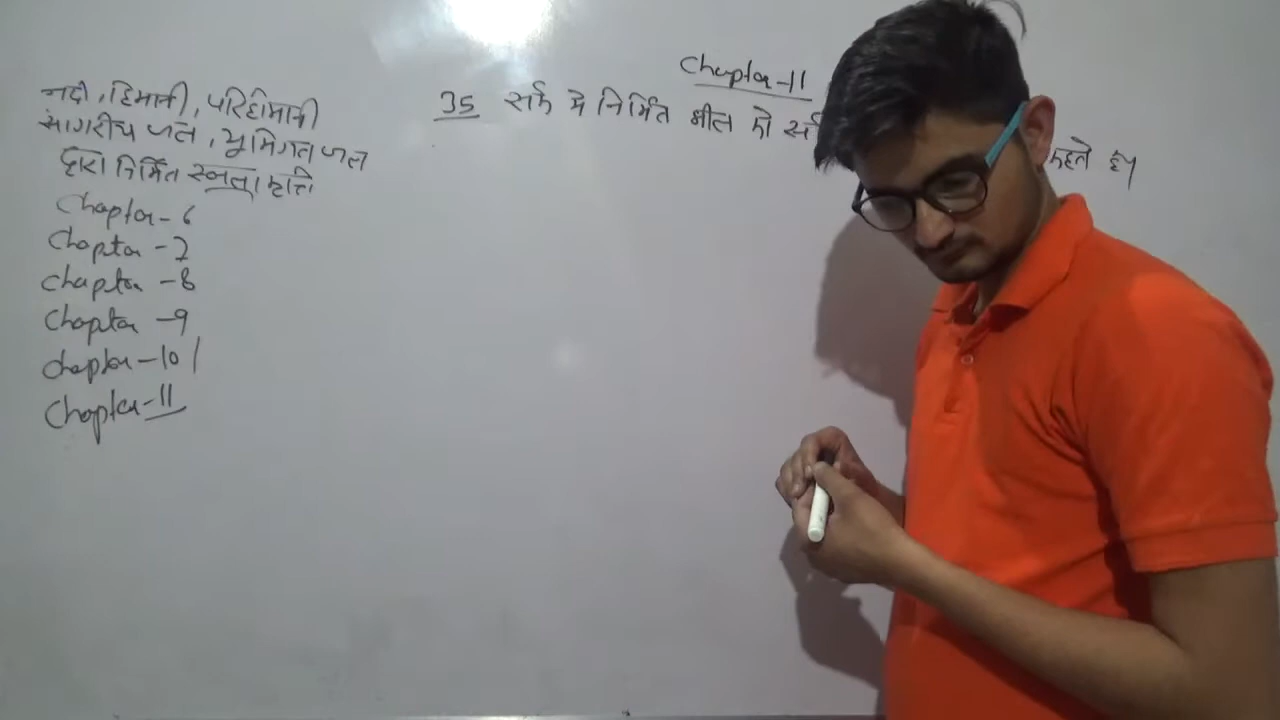 नदी, हिमानी, परिहिमानी
सागरीय जल, भूमिगत जल
द्वारा निर्मित स्थलाकृति
Chapter-6
Chapter-7
Chapter-8
Chapter-9
Chapter-10
Chapter-11
Chapter-11
35 सर्क में निर्मित झील को
कहते है।